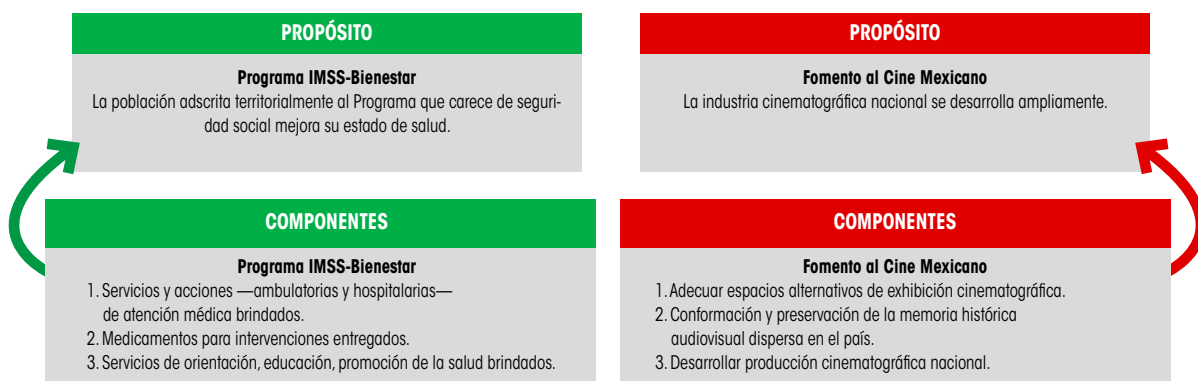 PROPÓSITO
Programa IMSS-Bienestar
La población adscrita territorialmente al Programa que carece de seguri-
dad social mejora su estado de salud.
COMPONENTES
Programa IMSS-Bienestar
1. Servicios y acciones —ambulatorias y hospitalarias—
de atención médica brindados.
2. Medicamentos para intervenciones entregados.
3. Servicios de orientación, educación, promoción de la salud brindados.
PROPÓSITO
Fomento al Cine Mexicano
La industria cinematográfica nacional se desarrolla ampliamente.
COMPONENTES
Fomento al Cine Mexicano
1. Adecuar espacios alternativos de exhibición cinematográfica.
2. Conformación y preservación de la memoria histórica
audiovisual dispersa en el país.
3. Desarrollar producción cinematográfica nacional.